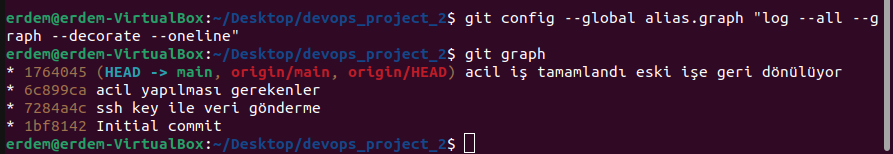 erdem@erdem-VirtualBox:~/Desktop/devops_project_2$ git config --global alias.graph "log --all --g
raph --decorate --oneline"
erdem@erdem-VirtualBox:~/Desktop/devops_project_2$ git graph
* 1764045 (HEAD -> main, origin/main, origin/HEAD) acil iş tamamlandı eski işe geri dönülüyor
* 6c899ca acil yapılması gerekenler
* 7284a4c ssh key ile veri gönderme
* 1bf8142 Initial commit
erdem@erdem-VirtualBox:~/Desktop/devops_project_2$